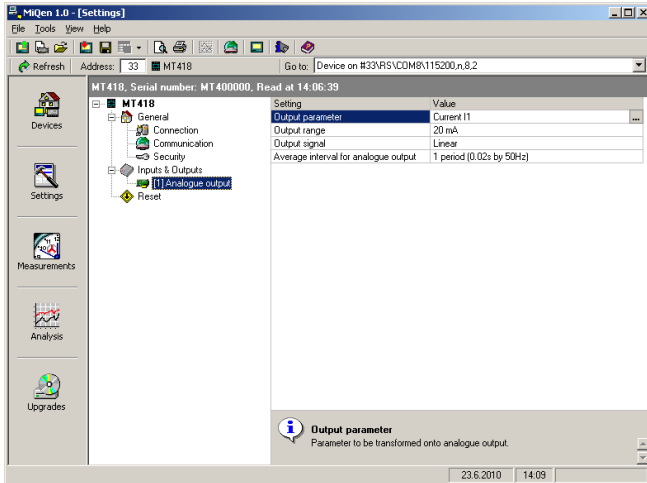 MiQen 1.0 - [Settings]
File Tools View Help
Refresh Address: 33 MT418 Go to: Device on #33\RS\COM8\115200,n,8,2
MT418, Serial number: MT400000, Read at 14:06:39
Devices
Settings
Measurements
Analysis
Upgrades
MT418
General
Connection
Communication
Security
Inputs & Outputs
[1] Analogue output
Reset
Setting Value
Output parameter Current I1 ...
Output range 20 mA
Output signal Linear
Average interval for analogue output 1 period (0.02s by 50Hz)
Output parameter
Parameter to be transformed onto analogue output.
23.6.2010 14:09